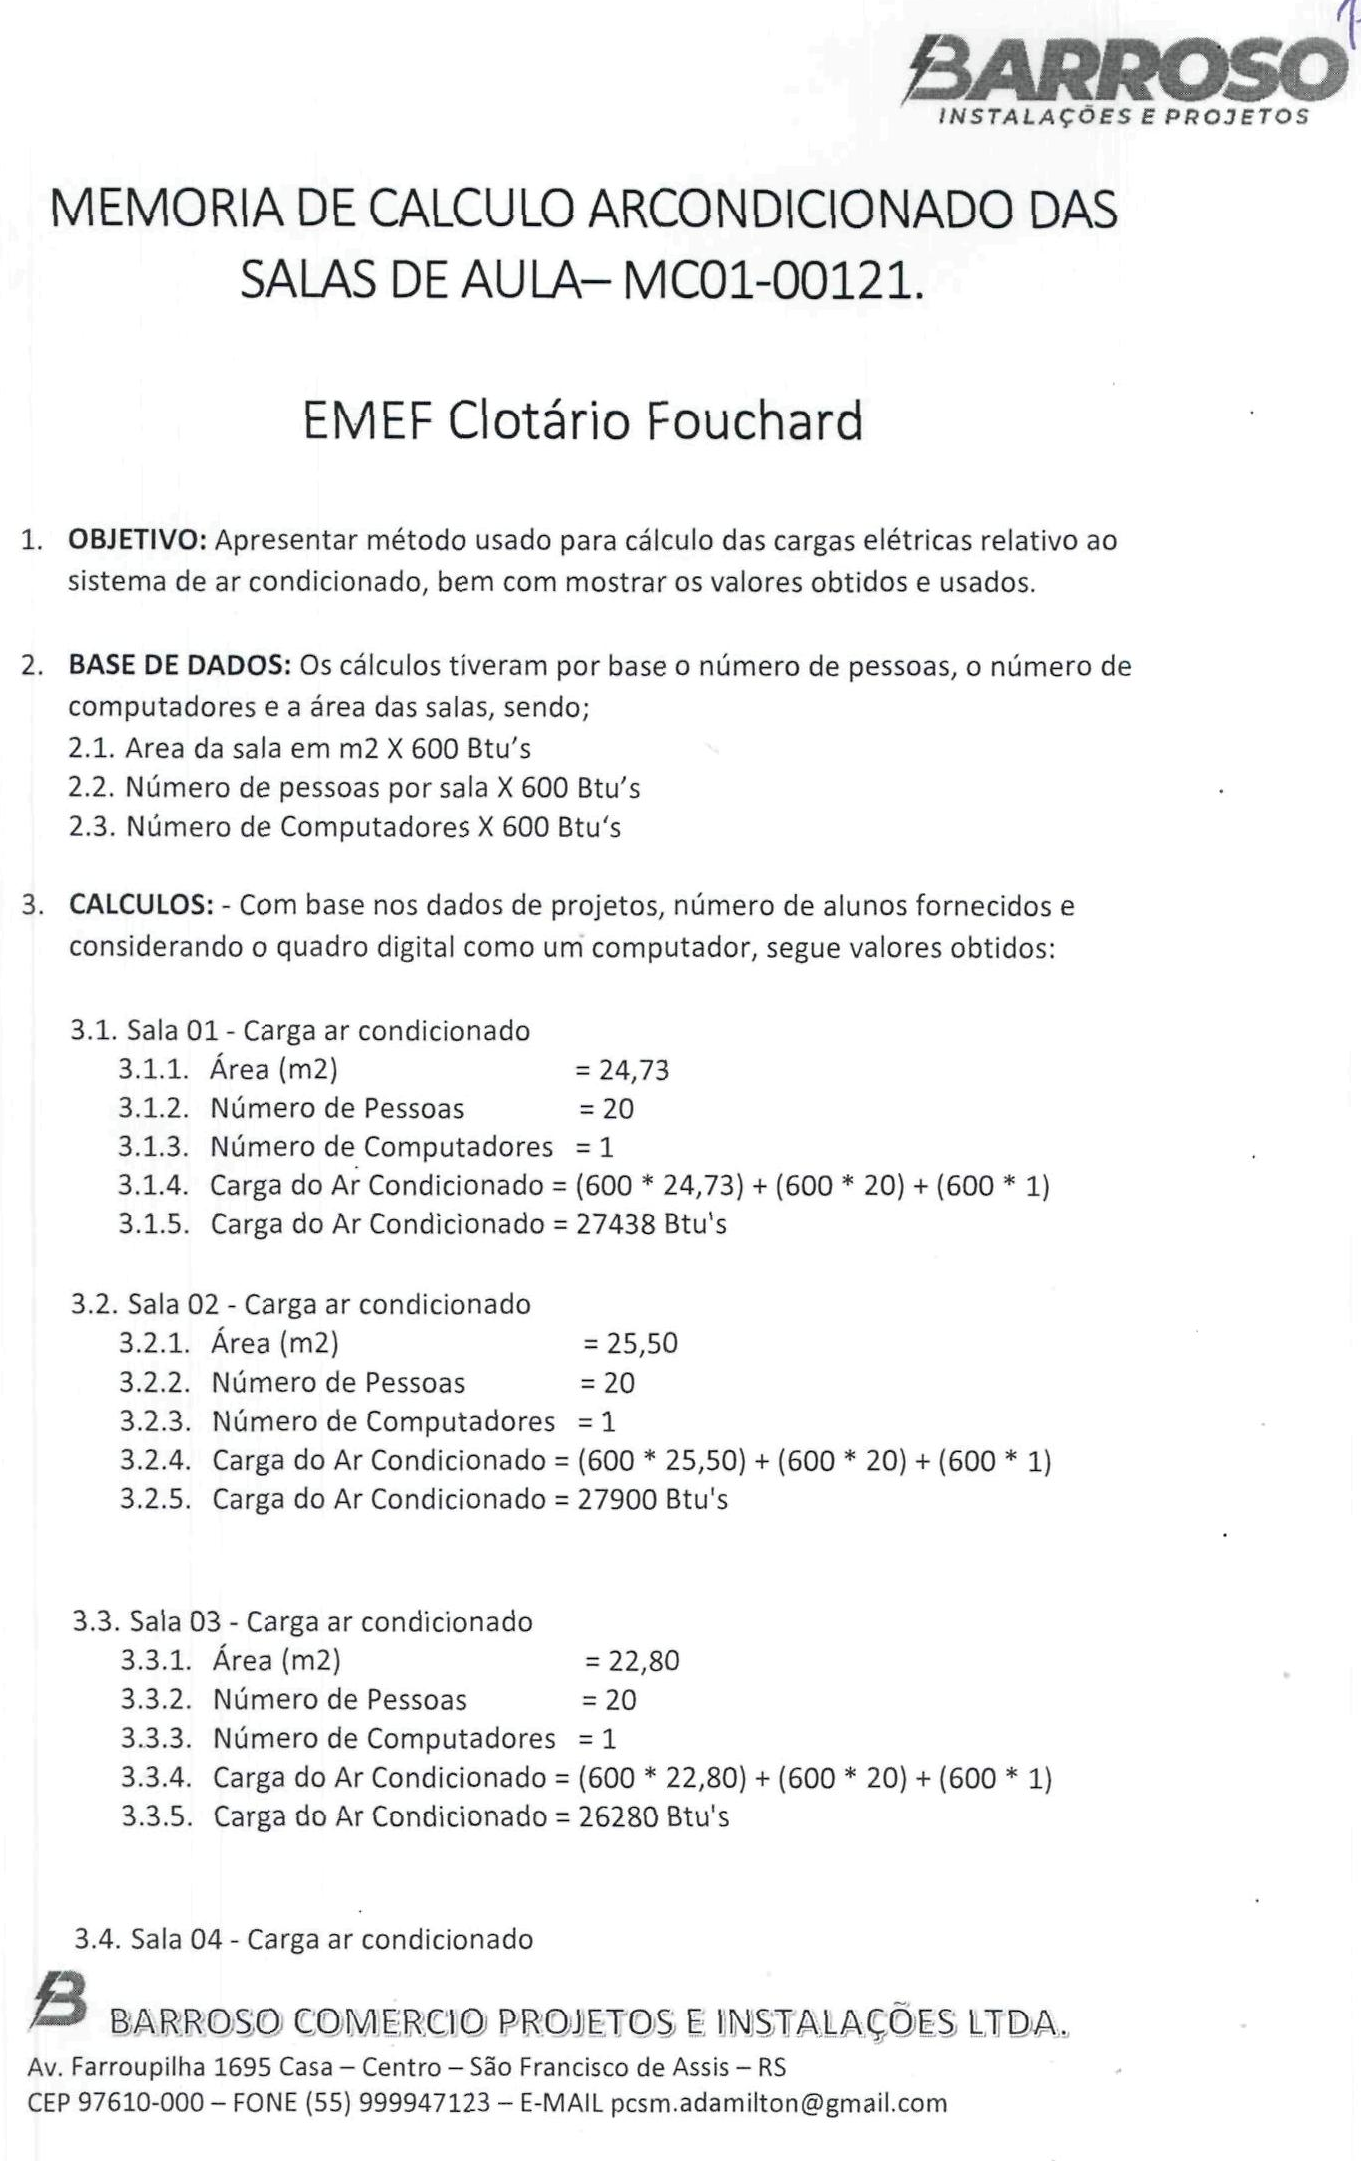 BARROSO
INSTALAÇÕES E PROJETOS
MEMORIA DE CALCULO ARCONDICIONADO DAS
SALAS DE AULA– MC01-00121.
EMEF Clotário Fouchard
1. OBJETIVO: Apresentar método usado para cálculo das cargas elétricas relativo ao
sistema de ar condicionado, bem com mostrar os valores obtidos e usados.
2. BASE DE DADOS: Os cálculos tiveram por base o número de pessoas, o número de
computadores e a área das salas, sendo;
2.1. Area da sala em m2 X 600 Btu's
2.2. Número de pessoas por sala X 600 Btu's
2.3. Número de Computadores X 600 Btu's
3. CALCULOS: - Com base nos dados de projetos, número de alunos fornecidos e
considerando o quadro digital como um computador, segue valores obtidos:
3.1. Sala 01 - Carga ar condicionado
3.1.1. Área (m2) = 24,73
3.1.2. Número de Pessoas = 20
3.1.3. Número de Computadores = 1
3.1.4. Carga do Ar Condicionado = (600 * 24,73) + (600 * 20) + (600 * 1)
3.1.5. Carga do Ar Condicionado = 27438 Btu's
3.2. Sala 02 - Carga ar condicionado
3.2.1. Área (m2) = 25,50
3.2.2. Número de Pessoas = 20
3.2.3. Número de Computadores = 1
3.2.4. Carga do Ar Condicionado = (600 * 25,50) + (600 * 20) + (600 * 1)
3.2.5. Carga do Ar Condicionado = 27900 Btu's
3.3. Sala 03 - Carga ar condicionado
3.3.1. Área (m2) = 22,80
3.3.2. Número de Pessoas = 20
3.3.3. Número de Computadores = 1
3.3.4. Carga do Ar Condicionado = (600 * 22,80) + (600 * 20) + (600 * 1)
3.3.5. Carga do Ar Condicionado = 26280 Btu's
3.4. Sala 04 - Carga ar condicionado
B BARROSO COMERCIO PROJETOS E INSTALAÇÕES LTDA.
Av. Farroupilha 1695 Casa – Centro – São Francisco de Assis – RS
CEP 97610-000 – FONE (55) 999947123 – E-MAIL pcsm.adamilton@gmail.com